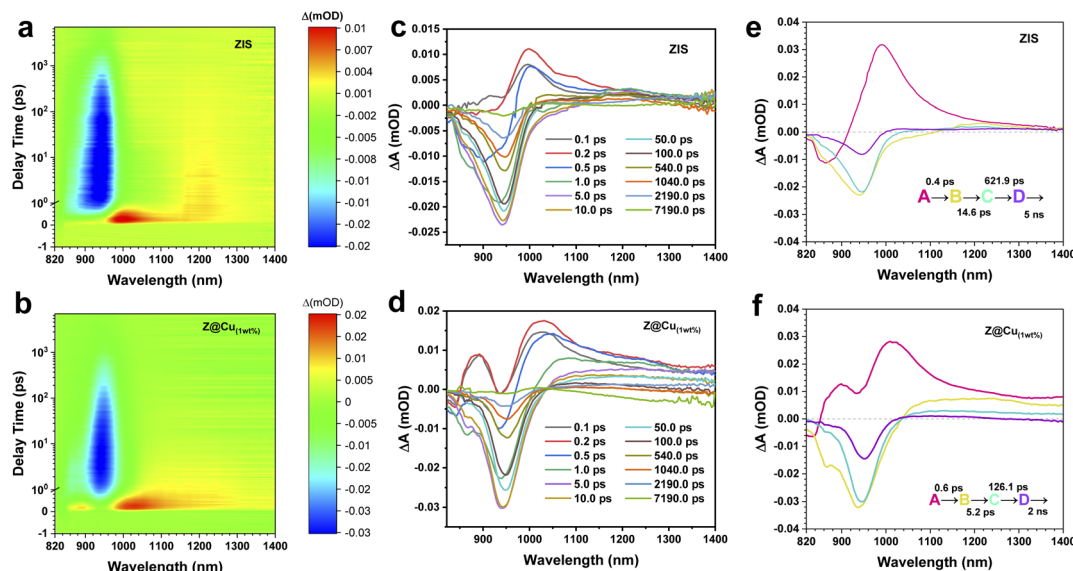 a
Δ(mOD)
ZIS
Delay Time (ps)
10³
10²
10¹
10⁰
0
-1
820 900 1000 1100 1200 1300 1400
Wavelength (nm)
0.01
0.01
0.004
0.001
-0.002
-0.005
-0.008
-0.01
-0.01
-0.02
-0.02
c
ZIS
ΔA (mOD)
0.015
0.010
0.005
0.000
-0.005
-0.010
-0.015
-0.020
-0.025
0.1 ps 50.0 ps
0.2 ps 100.0 ps
0.5 ps 540.0 ps
1.0 ps 1040.0 ps
5.0 ps 2190.0 ps
10.0 ps 7190.0 ps
900 1000 1100 1200 1300 1400
Wavelength (nm)
e
ZIS
ΔA (mOD)
0.04
0.03
0.02
0.01
0.00
-0.01
-0.02
-0.03
-0.04
0.4 ps 621.9 ps
A→B→C→D→
14.6 ps 5 ns
820 900 1000 1100 1200 1300 1400
Wavelength (nm)
b
Δ(mOD)
Z@Cu(1wt%)
Delay Time (ps)
10³
10²
10¹
10⁰
0
-1
820 900 1000 1100 1200 1300 1400
Wavelength (nm)
0.02
0.02
0.01
0.005
0.000
-0.005
-0.01
-0.02
-0.02
-0.03
-0.03
d
Z@Cu(1wt%)
ΔA (mOD)
0.02
0.01
0.00
-0.01
-0.02
-0.03
0.1 ps 50.0 ps
0.2 ps 100.0 ps
0.5 ps 540.0 ps
1.0 ps 1040.0 ps
5.0 ps 2190.0 ps
10.0 ps 7190.0 ps
820 900 1000 1100 1200 1300 1400
Wavelength (nm)
f
Z@Cu(1wt%)
ΔA (mOD)
0.04
0.03
0.02
0.01
0.00
-0.01
-0.02
-0.03
-0.04
0.6 ps 126.1 ps
A→B→C→D→
5.2 ps 2 ns
820 900 1000 1100 1200 1300 1400
Wavelength (nm)